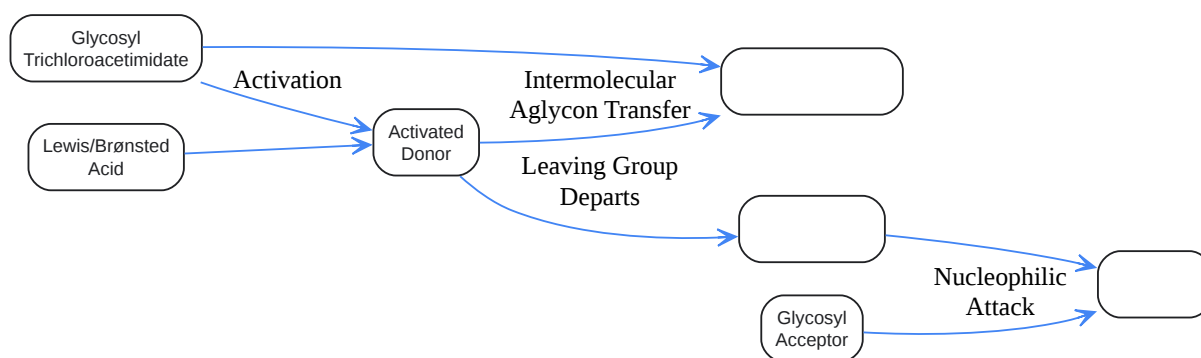 Glycosyl
Trichloroacetimidate
Activation
Intermolecular
Aglycon Transfer
Lewis/Brønsted
Acid
Activated
Donor
Leaving Group
Departs
Nucleophilic
Attack
Glycosyl
Acceptor